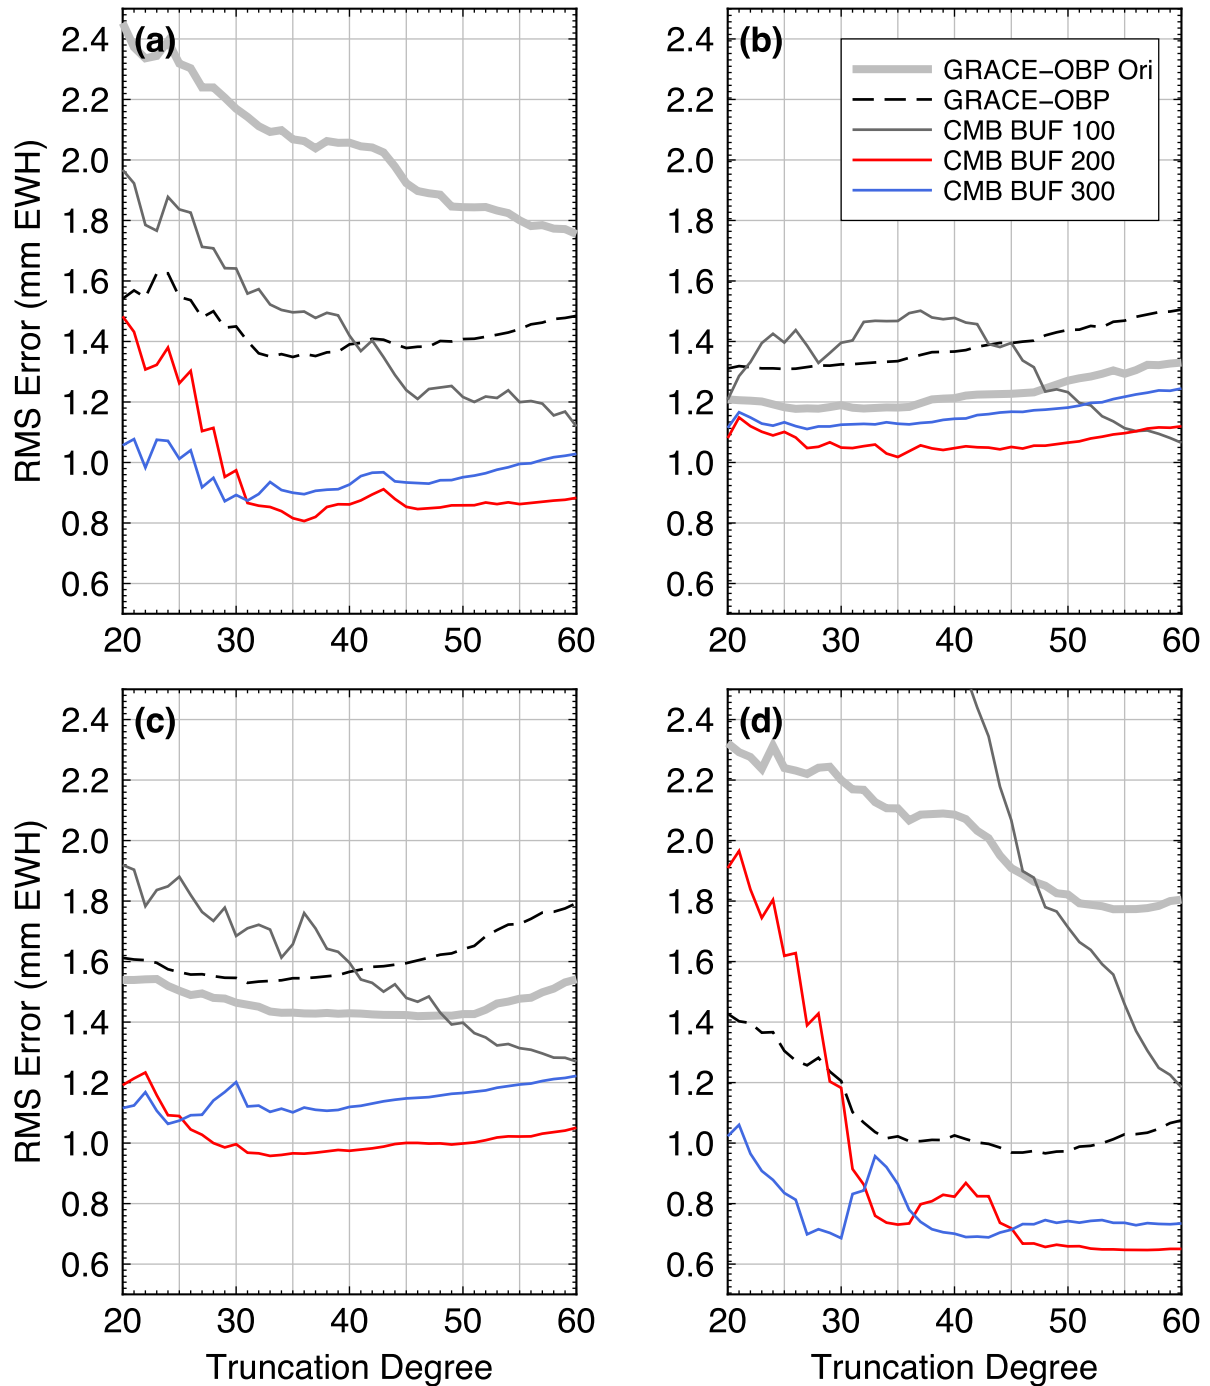 (a)
2.4
2.2
2.0
1.8
1.6
1.4
1.2
1.0
0.8
0.6
RMS Error (mm EWH)
20 30 40 50 60
(b)
2.4
2.2
2.0
1.8
1.6
1.4
1.2
1.0
0.8
0.6
20 30 40 50 60
GRACE−OBP Ori
GRACE−OBP
CMB BUF 100
CMB BUF 200
CMB BUF 300
(c)
2.4
2.2
2.0
1.8
1.6
1.4
1.2
1.0
0.8
0.6
RMS Error (mm EWH)
20 30 40 50 60
Truncation Degree
(d)
2.4
2.2
2.0
1.8
1.6
1.4
1.2
1.0
0.8
0.6
20 30 40 50 60
Truncation Degree